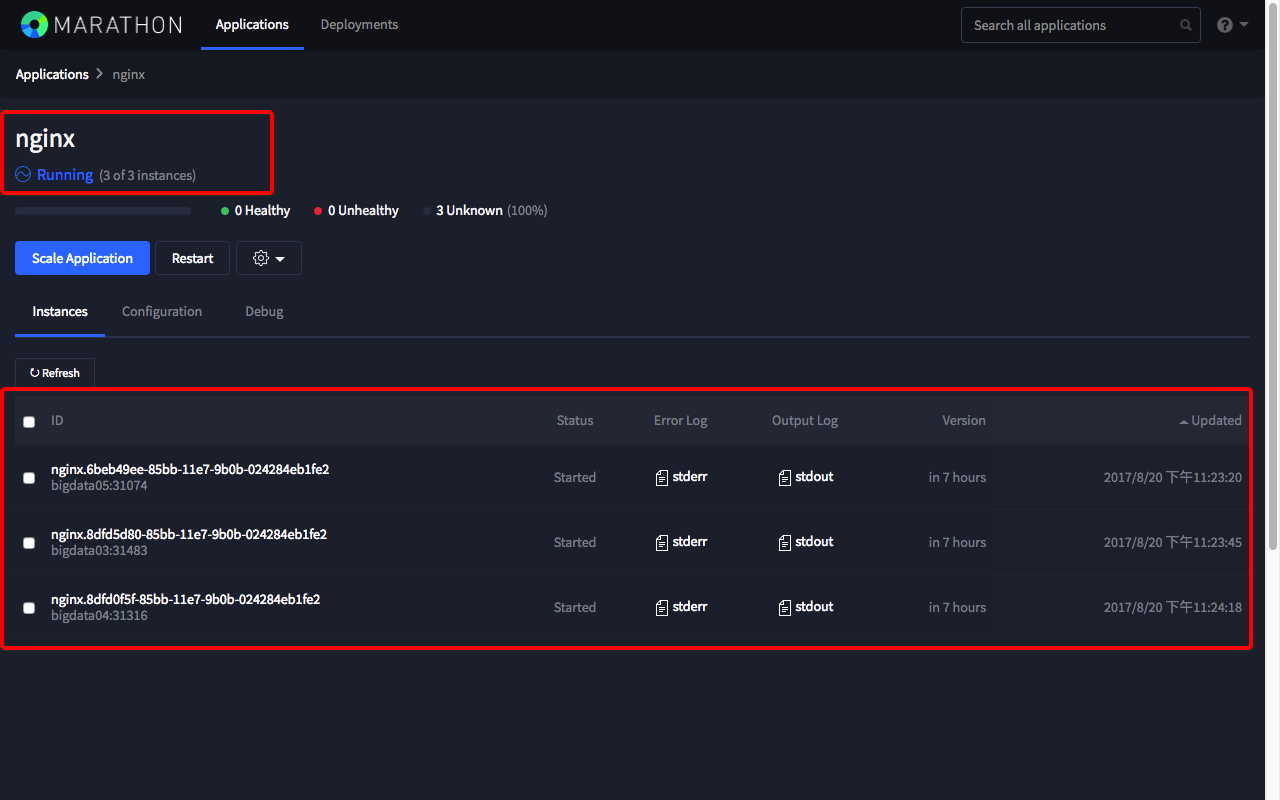 MARATHON Applications Deployments Search all applications
Applications nginx
nginx
Running (3 of 3 instances)
0 Healthy 0 Unhealthy 3 Unknown (100%)
Scale Application Restart
Instances Configuration Debug
Refresh
ID Status Error Log Output Log Version Updated
nginx.6beb49ee-85bb-11e7-9b0b-024284eb1fe2
bigdata05:31074 Started stderr stdout in 7 hours 2017/8/20 下午11:23:20
nginx.8dfd5d80-85bb-11e7-9b0b-024284eb1fe2
bigdata03:31483 Started stderr stdout in 7 hours 2017/8/20 下午11:23:45
nginx.8dfd0f5f-85bb-11e7-9b0b-024284eb1fe2
bigdata04:31316 Started stderr stdout in 7 hours 2017/8/20 下午11:24:18